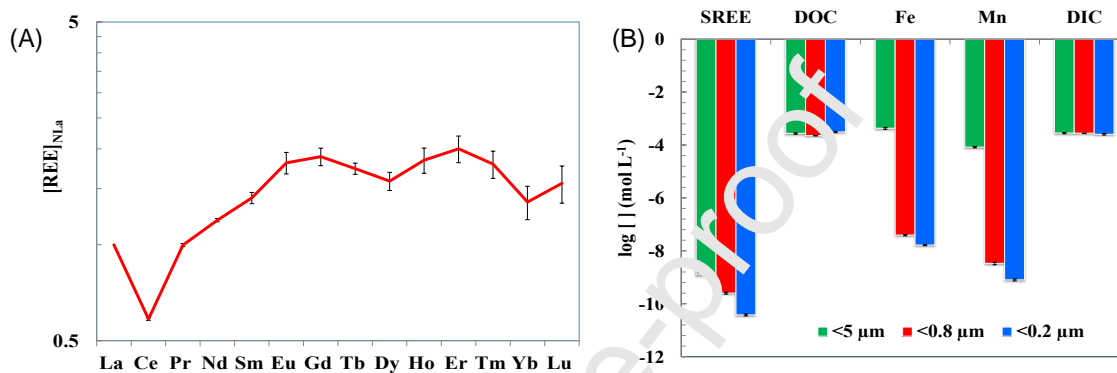 (A)
5
[REE]NLa
0.5
La Ce Pr Nd Sm Eu Gd Tb Dy Ho Er Tm Yb Lu
(B)
SREE DOC Fe Mn DIC
0
-2
-4
-6
-8
-10
-12
log [ ] (mol L-1)
<5 µm <0.8 µm <0.2 µm
e-proof